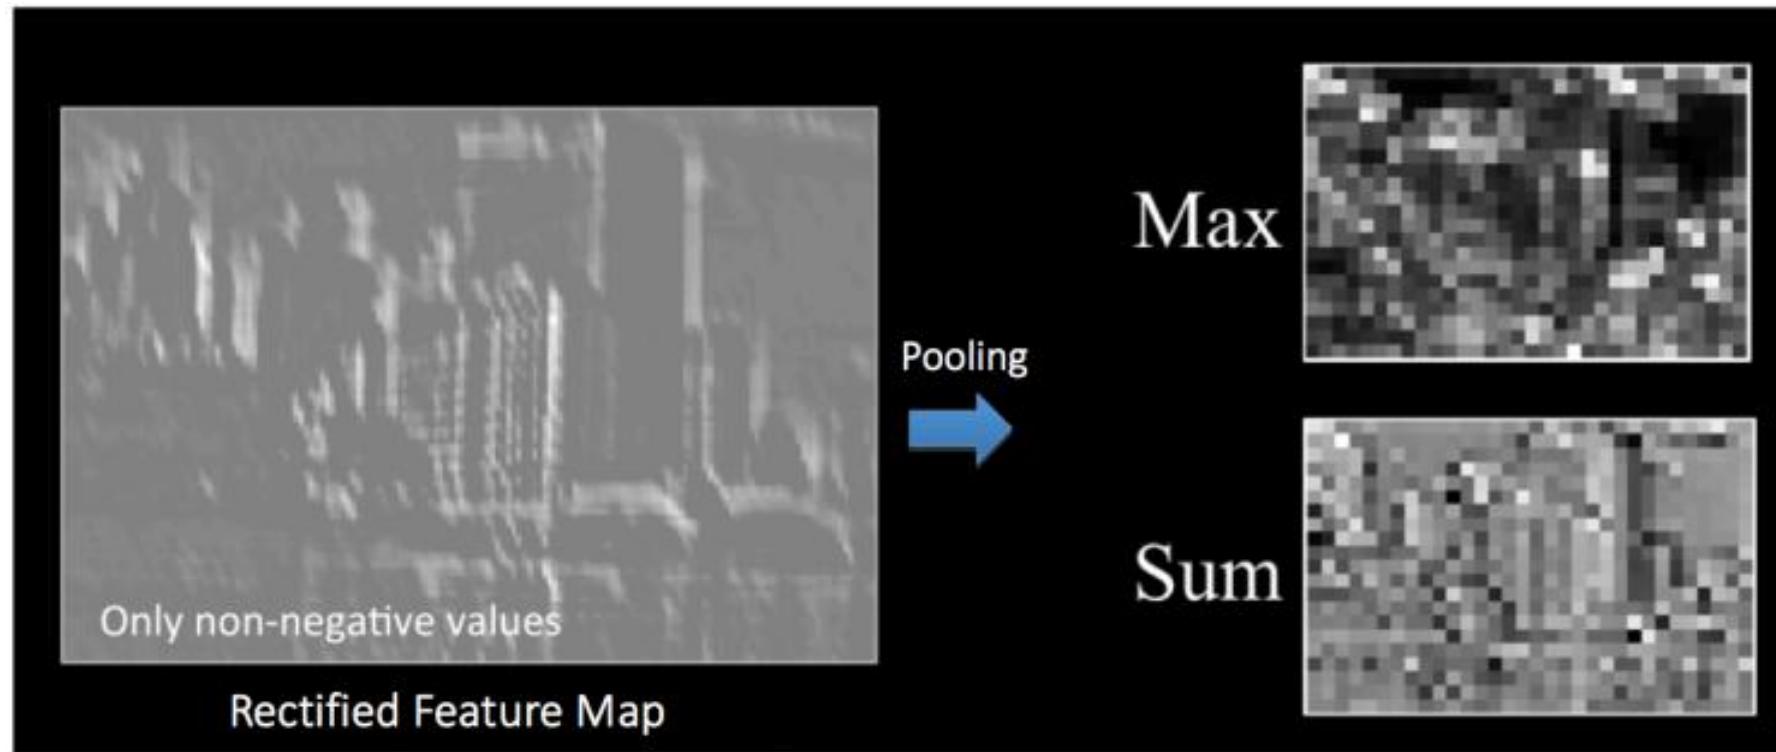 Only non-negative values
Rectified Feature Map
Pooling
Max
Sum